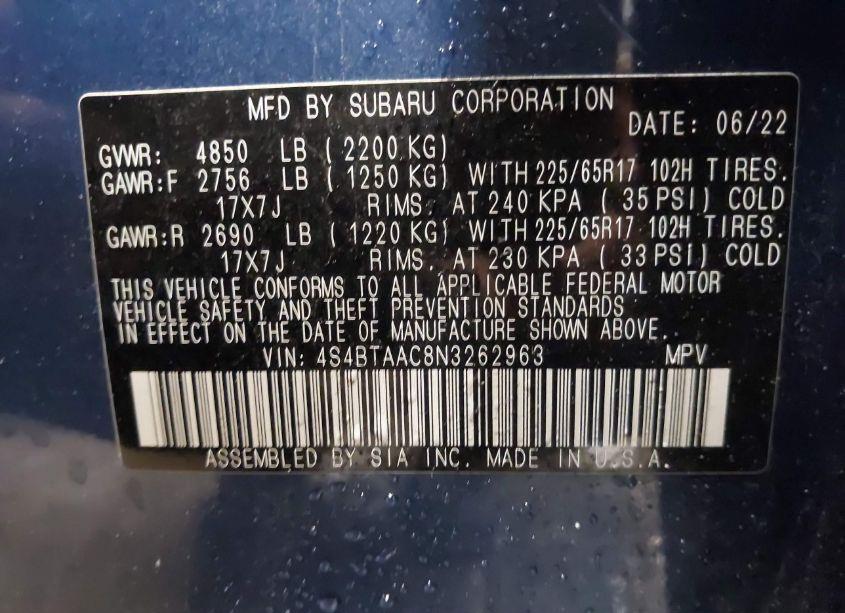 MFD BY SUBARU CORPORATION
DATE: 06/22
GVWR: 4850 LB ( 2200 KG)
GAWR:F 2756 LB ( 1250 KG) WITH 225/65R17 102H TIRES.
17X7J RIMS, AT 240 KPA ( 35 PSI) COLD
GAWR:R 2690 LB ( 1220 KG) WITH 225/65R17 102H TIRES.
17X7J RIMS, AT 230 KPA ( 33 PSI) COLD
THIS VEHICLE CONFORMS TO ALL APPLICABLE FEDERAL MOTOR
VEHICLE SAFETY AND THEFT PREVENTION STANDARDS
IN EFFECT ON THE DATE OF MANUFACTURE SHOWN ABOVE.
VIN: 4S4BTAAC8N3262963 MPV
ASSEMBLED BY SIA INC. MADE IN U.S.A.